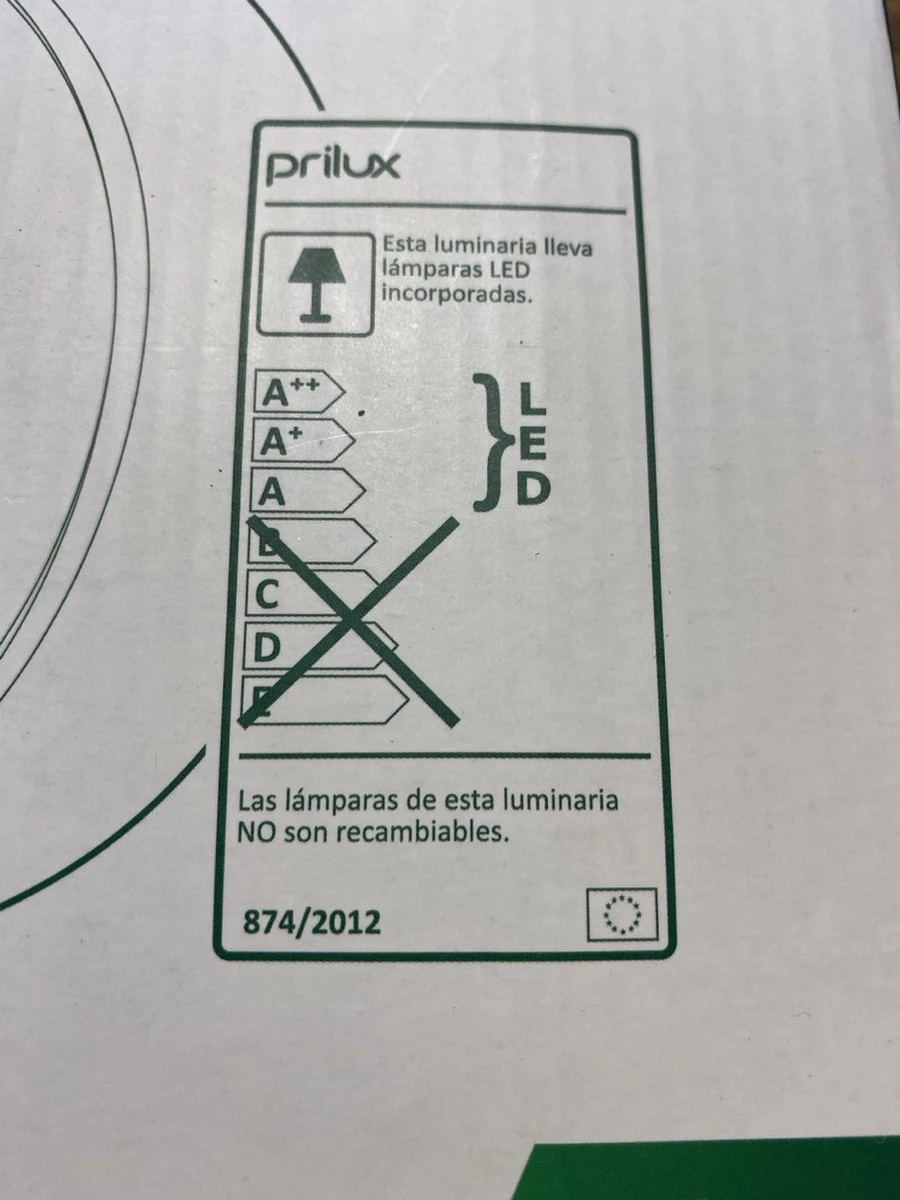 prilux
Esta luminaria lleva
lámparas LED
incorporadas.
A++
A+
A
B
C
D
E
L
E
D
Las lámparas de esta luminaria
NO son recambiables.
874/2012